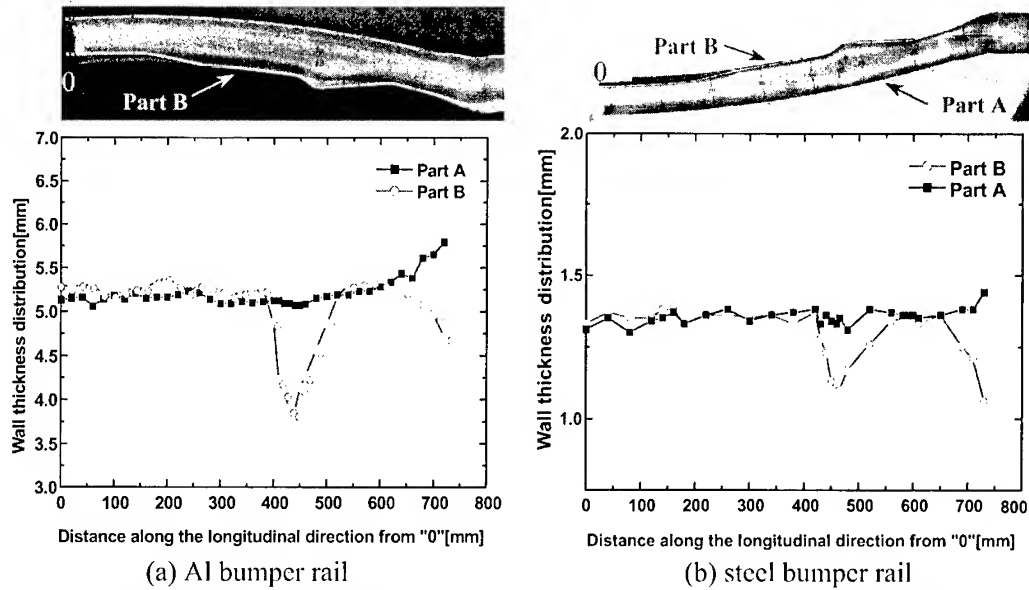 0
Part B
Part B
0
Part A
7.0
6.5
6.0
5.5
5.0
4.5
4.0
3.5
3.0
Wall thickness distribution[mm]
Part A
Part B
0 100 200 300 400 500 600 700 800
Distance along the longitudinal direction from "0"[mm]
(a) Al bumper rail
2.0
1.5
1.0
Wall thickness distribution[mm]
Part B
Part A
0 100 200 300 400 500 600 700 800
Distance along the longitudinal direction from "0"[mm]
(b) steel bumper rail